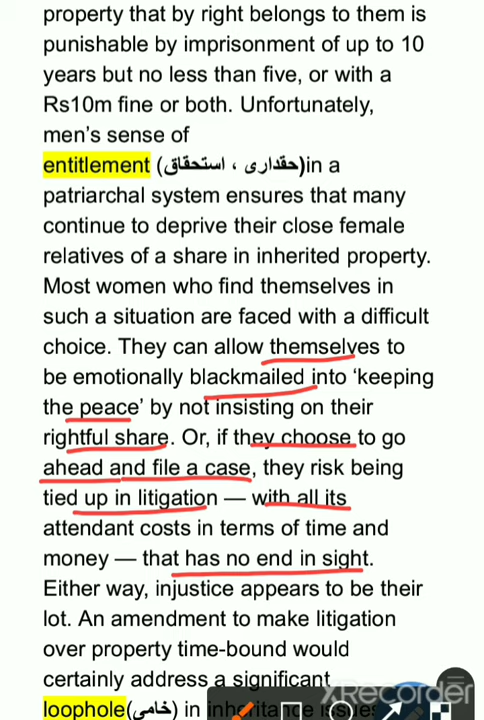 property that by right belongs to them is
punishable by imprisonment of up to 10
years but no less than five, or with a
Rs10m fine or both. Unfortunately,
men's sense of
entitlement (حقداری ، استحقاق)in a
patriarchal system ensures that many
continue to deprive their close female
relatives of a share in inherited property.
Most women who find themselves in
such a situation are faced with a difficult
choice. They can allow themselves to
be emotionally blackmailed into 'keeping
the peace' by not insisting on their
rightful share. Or, if they choose to go
ahead and file a case, they risk being
tied up in litigation — with all its
attendant costs in terms of time and
money — that has no end in sight.
Either way, injustice appears to be their
lot. An amendment to make litigation
over property time-bound would
certainly address a significant
loophole(خامی) in inheritance issues
XRecorder